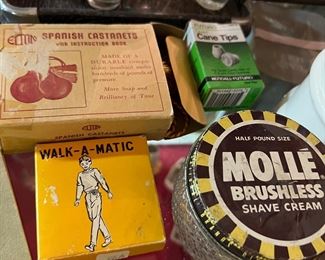 SPANISH CASTANETS
WITH INSTRUCTION BOOK
MADE OF A
DURABLE
hundreds of pounds of
pressure
More Snap and
Brilliancy of Tone
Cane Tips
SPANISH CASTANETS
WALK-A-MATIC
HALF POUND SIZE
MOLLÉ
BRUSHLESS
SHAVE CREAM